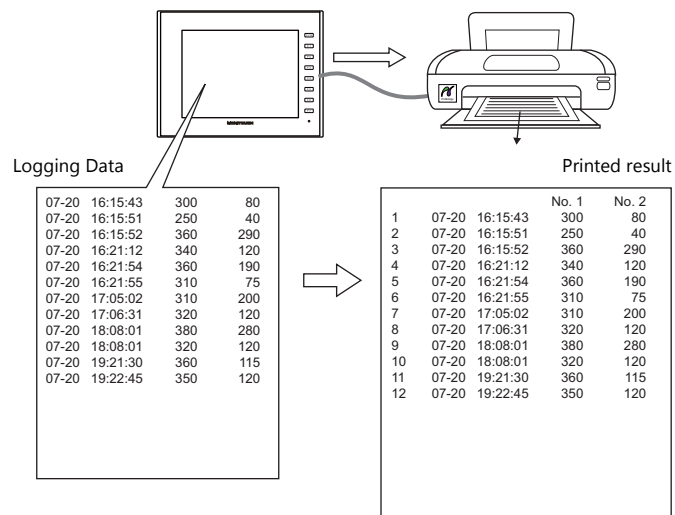 Logging Data
Printed result
07-20 16:15:43 300 80
07-20 16:15:51 250 40
07-20 16:15:52 360 290
07-20 16:21:12 340 120
07-20 16:21:54 360 190
07-20 16:21:55 310 75
07-20 17:05:02 310 200
07-20 17:06:31 320 120
07-20 18:08:01 380 280
07-20 18:08:01 320 120
07-20 19:21:30 360 115
07-20 19:22:45 350 120
No. 1 No. 2
1 07-20 16:15:43 300 80
2 07-20 16:15:51 250 40
3 07-20 16:15:52 360 290
4 07-20 16:21:12 340 120
5 07-20 16:21:54 360 190
6 07-20 16:21:55 310 75
7 07-20 17:05:02 310 200
8 07-20 17:06:31 320 120
9 07-20 18:08:01 380 280
10 07-20 18:08:01 320 120
11 07-20 19:21:30 360 115
12 07-20 19:22:45 350 120